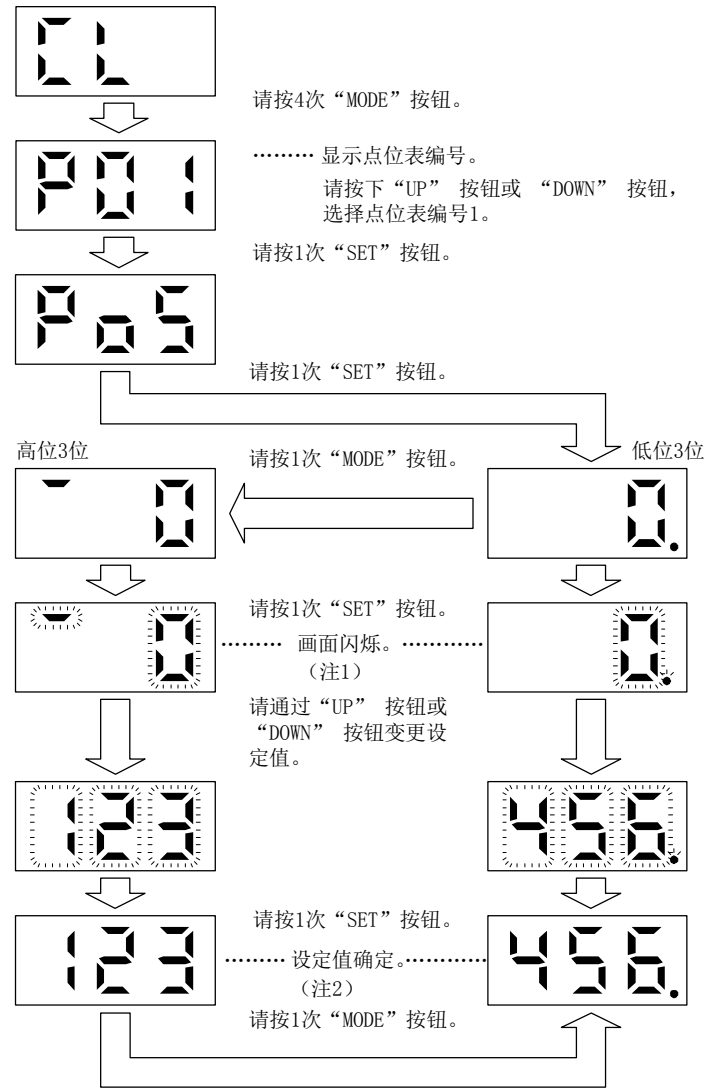 CL
请按4次“MODE”按钮。
P01
……… 显示点位表编号。
请按下“UP” 按钮或 “DOWN” 按钮，
选择点位表编号1。
请按1次“SET”按钮。
PoS
请按1次“SET”按钮。
高位3位
请按1次“MODE”按钮。
低位3位
- 0
0.
请按1次“SET”按钮。
- 0
……… 画面闪烁。…………
0.
（注1）
请通过“UP” 按钮或
“DOWN” 按钮变更设
定值。
123
456.
请按1次“SET”按钮。
123
……… 设定值确定。…………
456.
（注2）
请按1次“MODE”按钮。